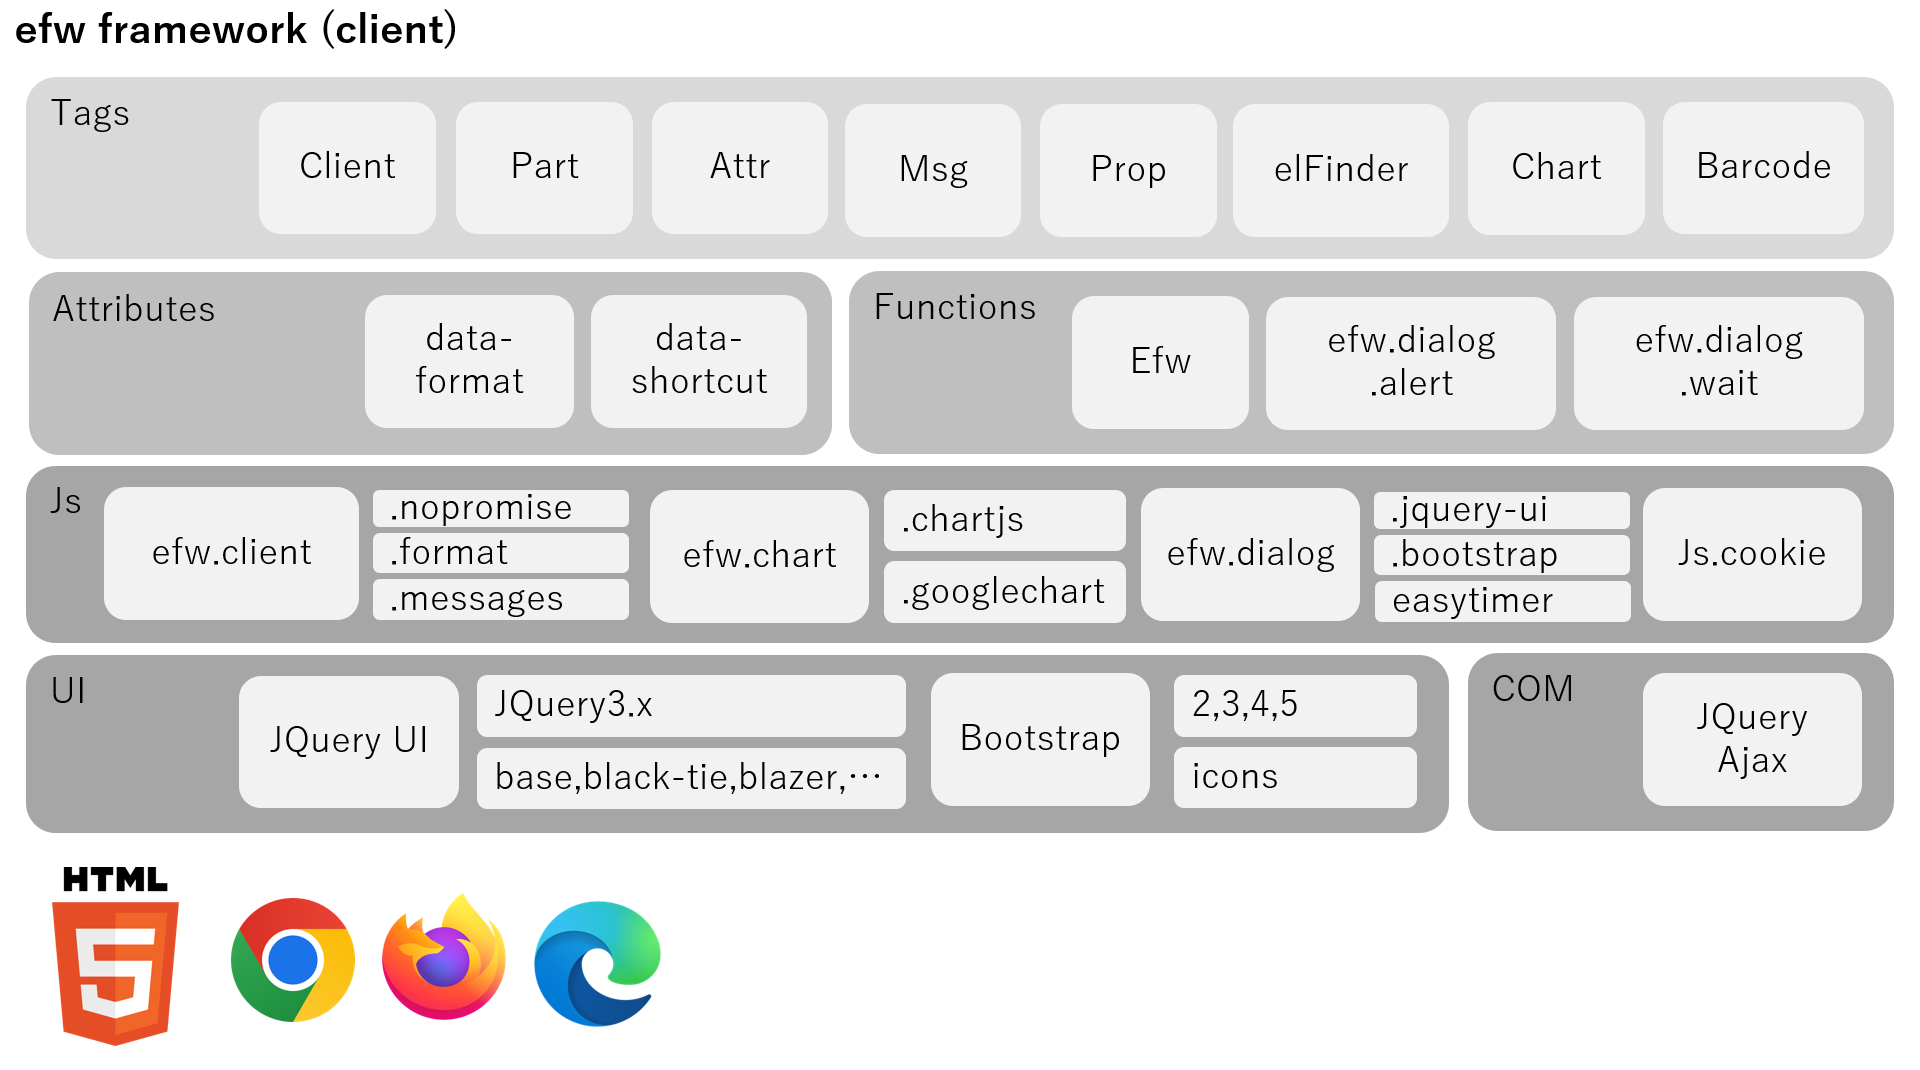 efw framework (client)
Tags
Client
Part
Attr
Msg
Prop
elFinder
Chart
Barcode
Attributes
data-
format
data-
shortcut
Functions
Efw
efw.dialog
.alert
efw.dialog
.wait
Js
efw.client
.nopromise
.format
.messages
efw.chart
.chartjs
.googlechart
efw.dialog
.jquery-ui
.bootstrap
easytimer
Js.cookie
UI
JQuery UI
JQuery3.x
base,black-tie,blazer,…
Bootstrap
2,3,4,5
icons
COM
JQuery
Ajax
HTML
5